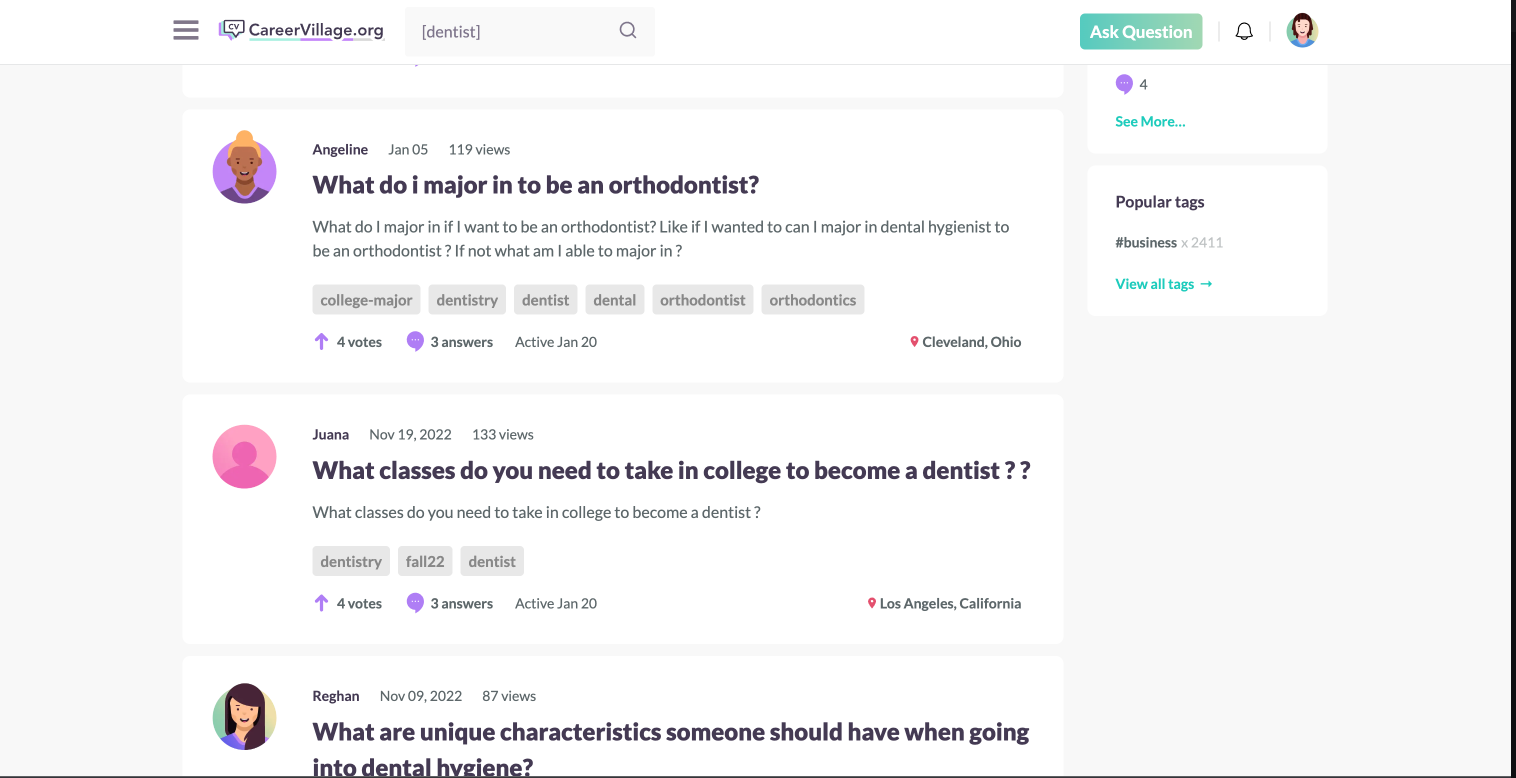 CV CareerVillage.org
[dentist]
Ask Question
4
See More...
Angeline Jan 05 119 views
What do i major in to be an orthodontist?
What do I major in if I want to be an orthodontist? Like if I wanted to can I major in dental hygienist to
be an orthodontist ? If not what am I able to major in ?
college-major dentistry dentist dental orthodontist orthodontics
4 votes 3 answers Active Jan 20 Cleveland, Ohio
Popular tags
#business x 2411
View all tags →
Juana Nov 19, 2022 133 views
What classes do you need to take in college to become a dentist ? ?
What classes do you need to take in college to become a dentist ?
dentistry fall22 dentist
4 votes 3 answers Active Jan 20 Los Angeles, California
Reghan Nov 09, 2022 87 views
What are unique characteristics someone should have when going
into dental hygiene?